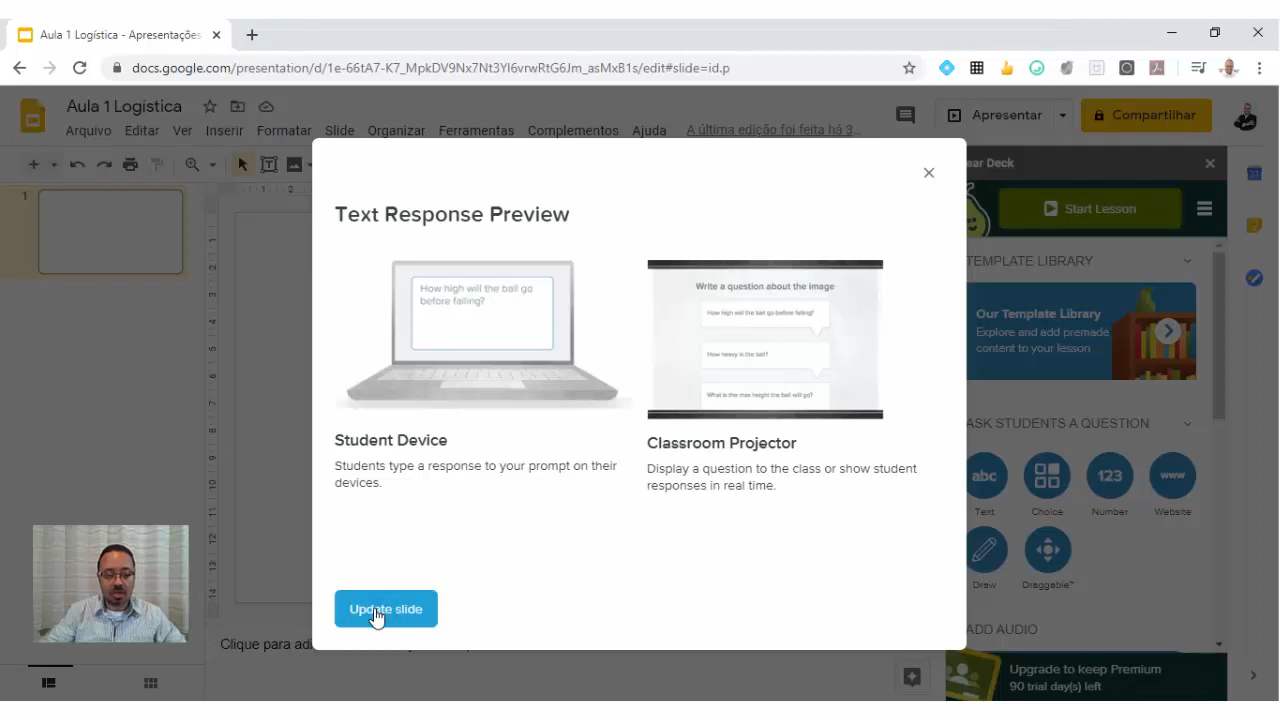 Aula 1 Logística - Apresentações
docs.google.com/presentation/d/1e-66tA7-K7_MpkDV9Nx7Nt3YI6vrwRtG6Jm_asMxB1s/edit#slide=id.p
Aula 1 Logística
Arquivo Editar Ver Inserir Formatar Slide Organizar Ferramentas Complementos Ajuda A última edição foi feita há 3…
Apresentar
Compartilhar
ear Deck
Start Lesson
1
Text Response Preview
How high will the ball go
before falling?
Student Device
Students type a response to your prompt on their
devices.
Write a question about the image
How high will the ball go before falling?
How heavy is the ball?
What is the max height the ball will go?
Classroom Projector
Display a question to the class or show student
responses in real time.
Update slide
TEMPLATE LIBRARY
Our Template Library
Explore and add premade
content to your lesson
ASK STUDENTS A QUESTION
abc 123 www
Text Choice Number Website
Draw Draggable™
ADD AUDIO
Upgrade to keep Premium
90 trial day(s) left
Clique para adi